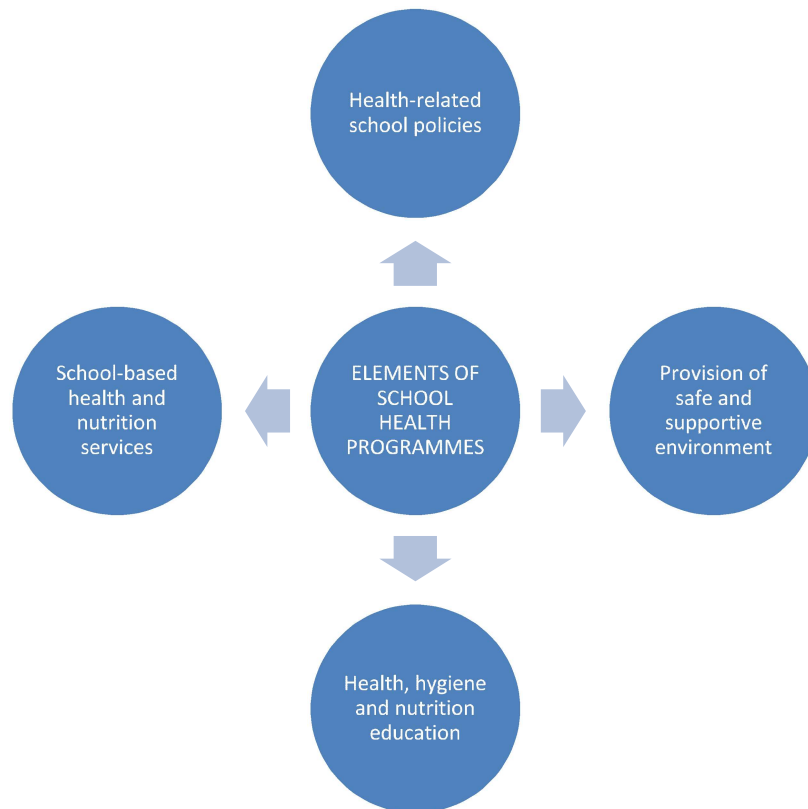 Health-related
school policies
School-based
health and
nutrition
services
ELEMENTS OF
SCHOOL
HEALTH
PROGRAMMES
Provision of
safe and
supportive
environment
Health, hygiene
and nutrition
education